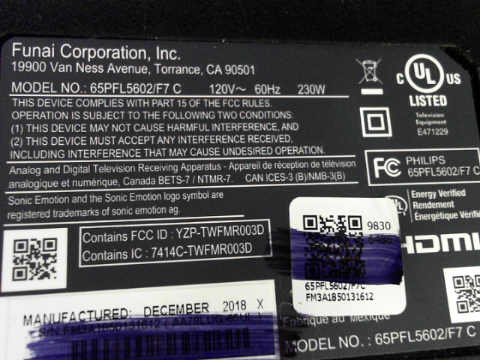 Funai Corporation, Inc.
19900 Van Ness Avenue, Torrance, CA 90501
MODEL NO. : 65PFL5602/F7 C 120V~ 60Hz 230W
THIS DEVICE COMPLIES WITH PART 15 OF THE FCC RULES.
OPERATION IS SUBJECT TO THE FOLLOWING TWO CONDITIONS:
(1) THIS DEVICE MAY NOT CAUSE HARMFUL INTERFERENCE, AND
(2) THIS DEVICE MUST ACCEPT ANY INTERFERENCE RECEIVED,
INCLUDING INTERFERENCE THAT MAY CAUSE UNDESIRED OPERATION.
Analog and Digital Television Receiving Apparatus - Appareil de réception de télévision
analogique et numérique, Canada BETS-7 / NTMR-7. CAN ICES-3 (B)/NMB-3(B)
Sonic Emotion and the Sonic Emotion logo symbol are
registered trademarks of sonic emotion ag.
Contains FCC ID : YZP-TWFMR003D
Contains IC : 7414C-TWFMR003D
MANUFACTURED: DECEMBER 2018 X
C UL US
LISTED
Television
Equipment
E471229
FC PHILIPS
65PFL5602/F7 C
Energy Verified
Énergétique Vérifié
HDMI
9830
6486
65PFL5602/F7C
FM3A1850131612
Fabriqué au Mexique
MODEL NO. : 65PFL5602/F7 C